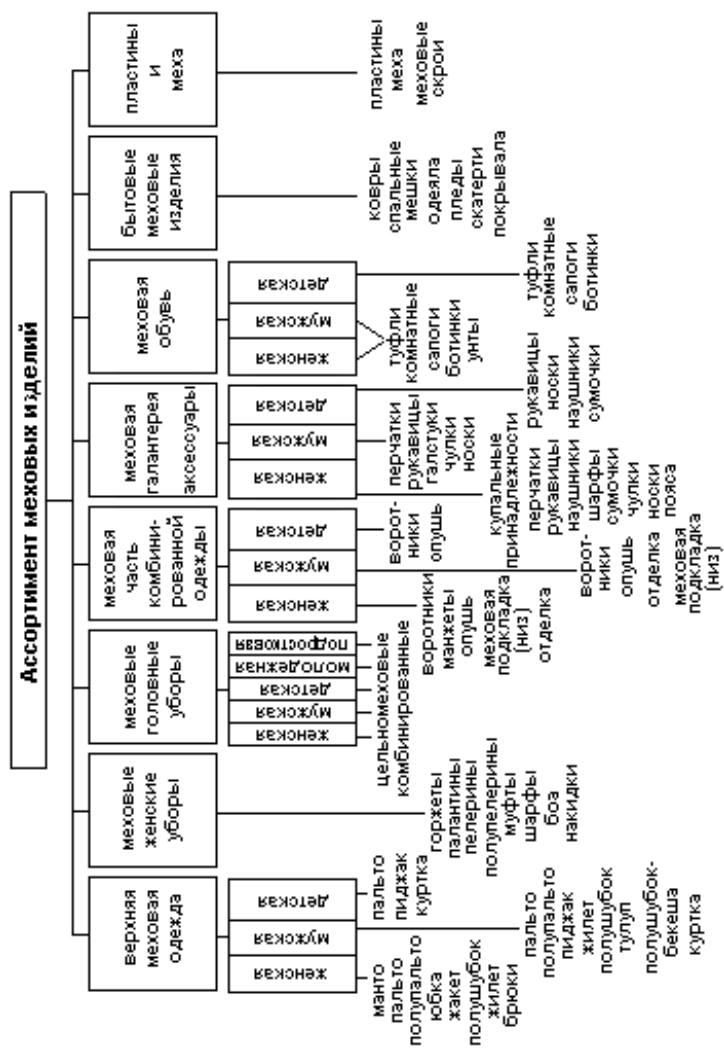 Ассортимент меховых изделий
верхняя
меховая
одежда
женская
мужская
детская
манто
пальто
полупальто
юбка
жакет
полушубок
жилет
брюки
пальто
полупальто
пиджак
жилет
полушубок
тулуп
полушубок-
бекеша
куртка
пальто
пиджак
куртка
меховые
женские
уборы
горжеты
палантины
пелерины
полупелерины
муфты
шарфы
боа
накидки
меховые
головные
уборы
женская
мужская
детская
молодежная
подростковая
цельномеховые
комбинированные
меховая
часть
комбини-
рованной
одежды
женская
мужская
детская
воротники
манжеты
опушь
меховая
подкладка
(низ)
отделка
ворот-
ники
опушь
отделка
меховая
подкладка
(низ)
ворот-
ники
опушь
меховая
галантерея
аксессуары
женская
мужская
детская
купальные
принадлежности
перчатки
рукавицы
наушники
шарфы
сумочки
чулки
носки
пояса
перчатки
рукавицы
галстуки
чулки
носки
рукавицы
носки
наушники
сумочки
меховая
обувь
женская
мужская
детская
туфли
комнатные
сапоги
ботинки
унты
туфли
комнатные
сапоги
ботинки
бытовые
меховые
изделия
ковры
спальные
мешки
одеяла
пледы
скатерти
покрывала
пластины
и
меха
пластины
меха
меховые
скрои